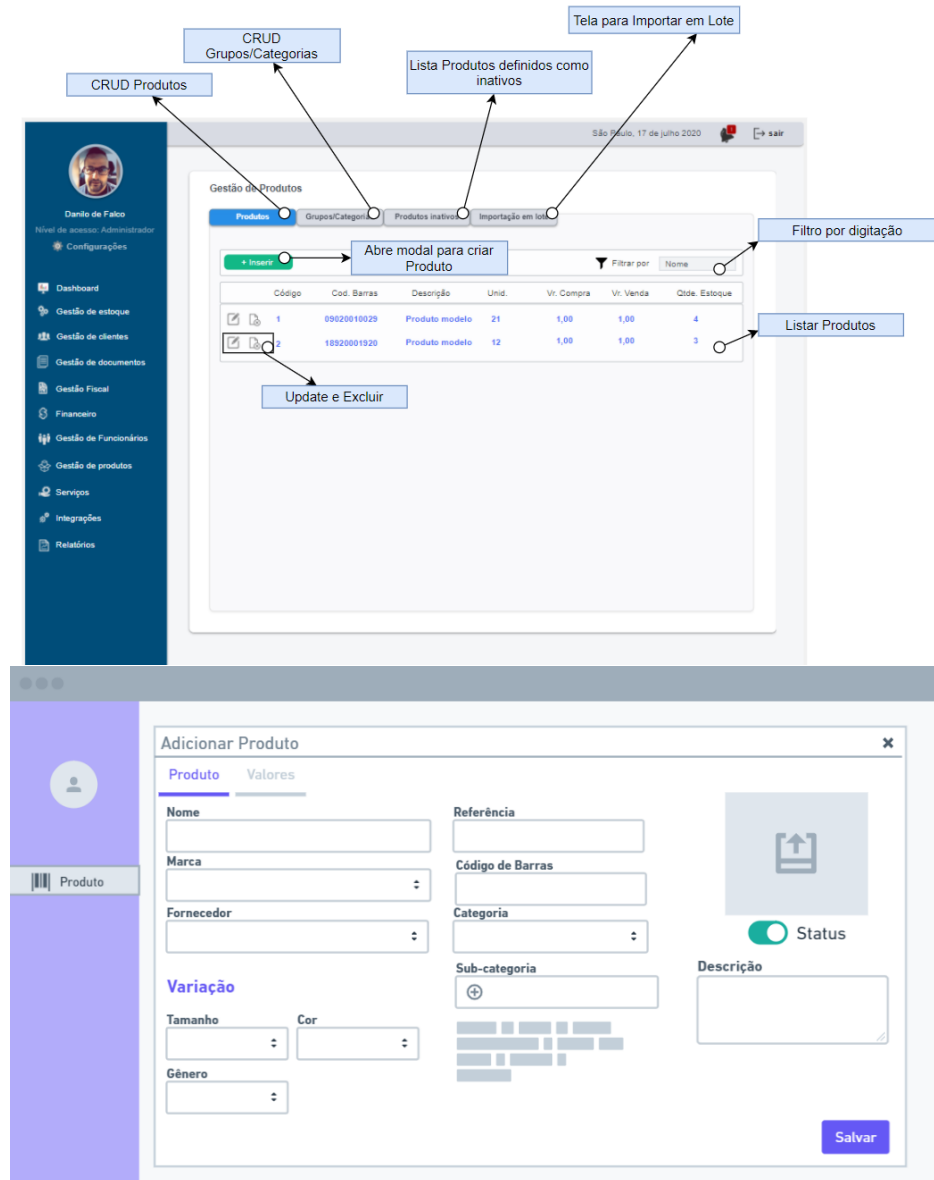 Tela para Importar em Lote
CRUD
Grupos/Categorias
Lista Produtos definidos como
inativos
CRUD Produtos
São Paulo, 17 de julho 2020
1
sair
Danilo de Falco
Nível de acesso: Administrador
Configurações
Dashboard
Gestão de estoque
Gestão de clientes
Gestão de documentos
Gestão Fiscal
Financeiro
Gestão de Funcionários
Gestão de produtos
Serviços
Integrações
Relatórios
Gestão de Produtos
Produtos
Grupos/Categoria
Produtos inativos
Importação em lote
+ Inserir
Abre modal para criar
Produto
Filtrar por
Nome
Filtro por digitação
Código Cod. Barras Descrição Unid. Vr. Compra Vr. Venda Qtde. Estoque
1 09020010029 Produto modelo 21 1,00 1,00 4
2 18920001920 Produto modelo 12 1,00 1,00 3
Listar Produtos
Update e Excluir
Produto
Adicionar Produto
Produto Valores
Nome
Referência
Marca
Código de Barras
Fornecedor
Categoria
Status
Sub-categoria
Descrição
Variação
Tamanho Cor
Gênero
Salvar